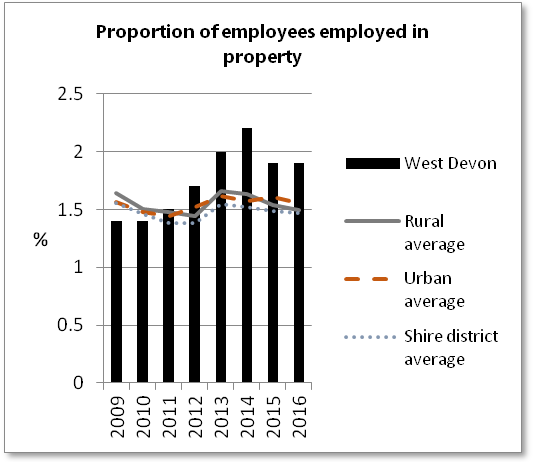 Proportion of employees employed in
property
2.5
2
1.5
1
0.5
0
%
2009
2010
2011
2012
2013
2014
2015
2016
West Devon
Rural
average
Urban
average
Shire district
average